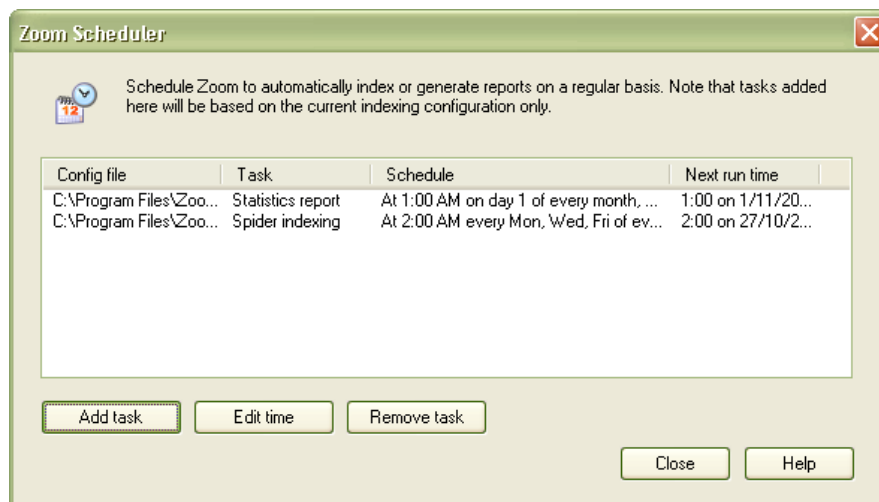 Zoom Scheduler
Schedule Zoom to automatically index or generate reports on a regular basis. Note that tasks added
here will be based on the current indexing configuration only.
Config file Task Schedule Next run time
C:\Program Files\Zoo... Statistics report At 1:00 AM on day 1 of every month, ... 1:00 on 1/11/20...
C:\Program Files\Zoo... Spider indexing At 2:00 AM every Mon, Wed, Fri of ev... 2:00 on 27/10/2...
Add task Edit time Remove task
Close Help